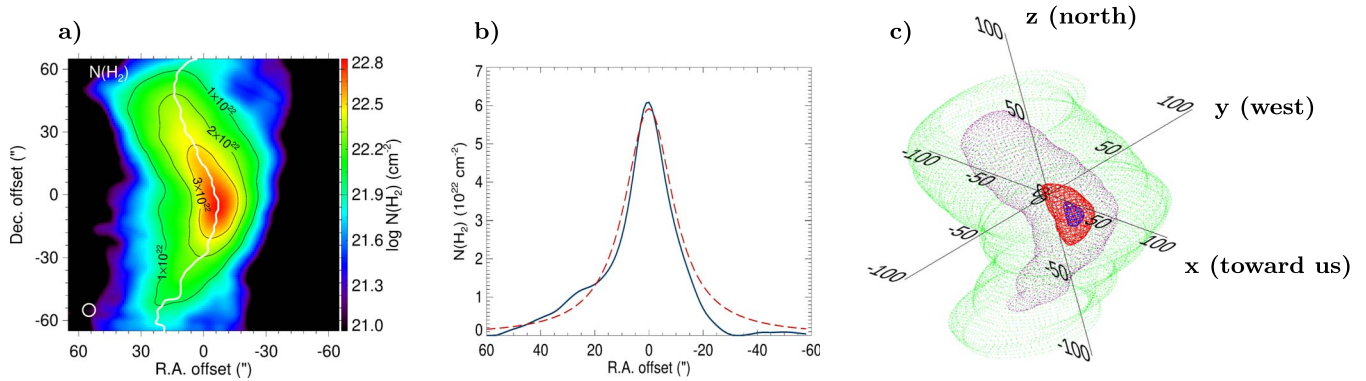 a)
N(H₂)
1×10²²
2×10²²
3×10²²
1×10²²
60
30
0
-30
-60
Dec. offset (")
60 30 0 -30 -60
R.A. offset (")
22.8
22.5
22.2
21.9
21.6
21.3
21.0
log N(H₂) (cm⁻²)
b)
60 40 20 0 -20 -40 -60
7
6
5
4
3
2
1
0
N(H₂) (10²² cm⁻²)
R.A. offset (")
c)
z (north)
100
50
-50
-100
y (west)
100
50
-50
-100
x (toward us)
-100
-50
50
100